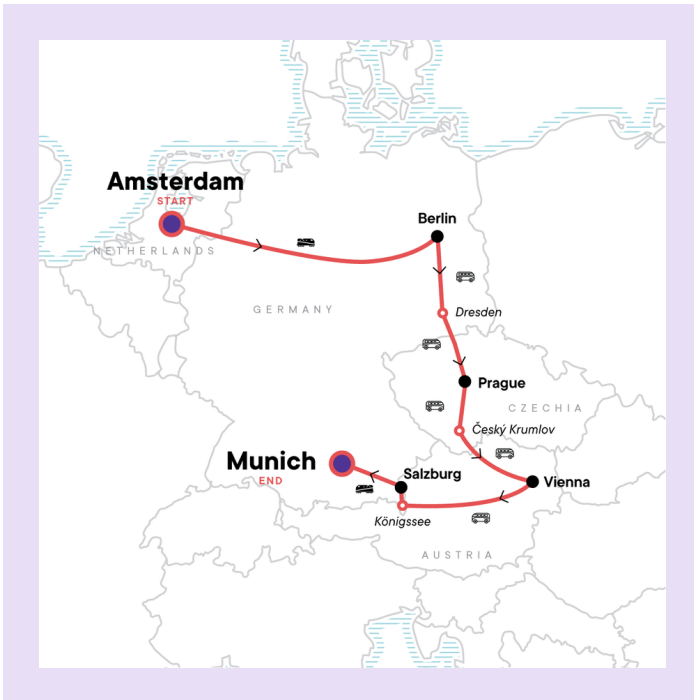 Amsterdam
START
NETHERLANDS
Berlin
GERMANY
Dresden
Prague
CZECHIA
Český Krumlov
Munich
END
Salzburg
Vienna
Königssee
AUSTRIA